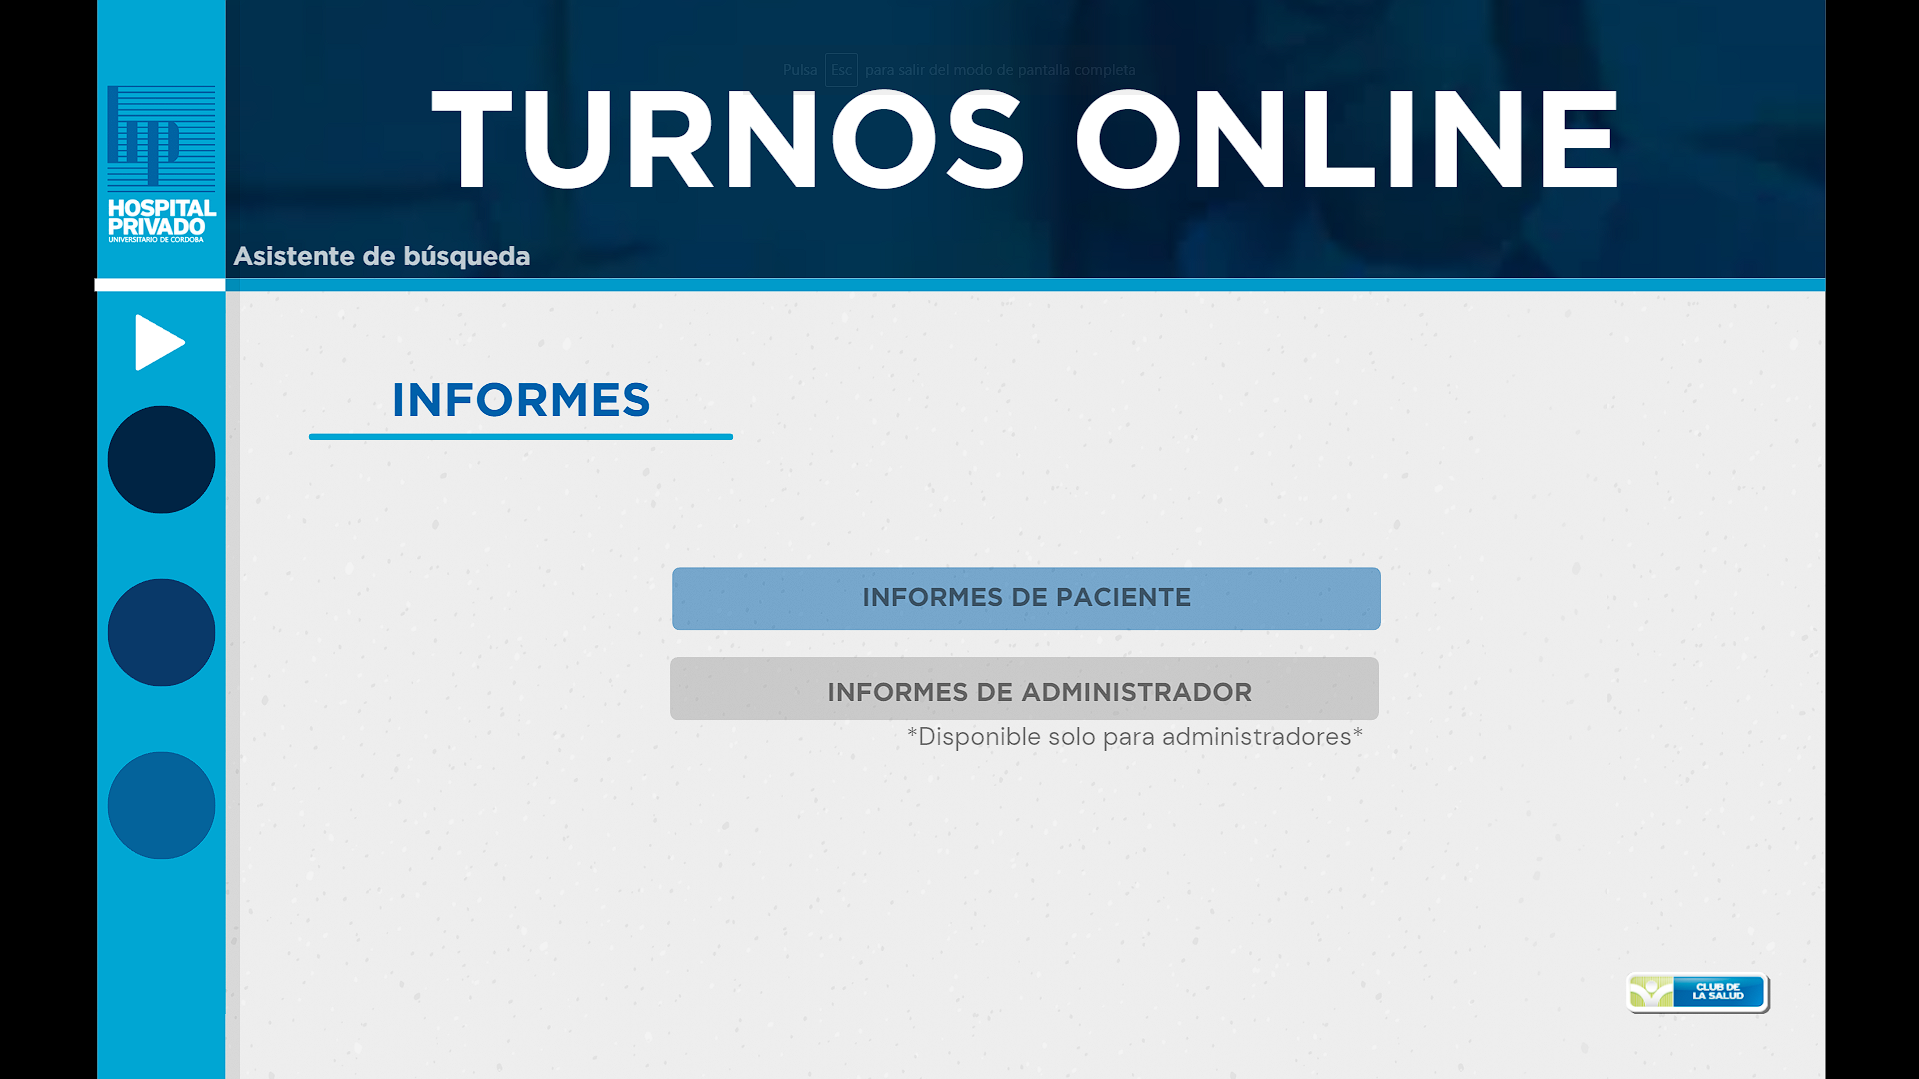 Pulsa Esc para salir del modo de pantalla completa
TURNOS ONLINE
hp
HOSPITAL
PRIVADO
UNIVERSITARIO DE CORDOBA
Asistente de búsqueda
INFORMES
INFORMES DE PACIENTE
INFORMES DE ADMINISTRADOR
*Disponible solo para administradores*
CLUB DE
LA SALUD